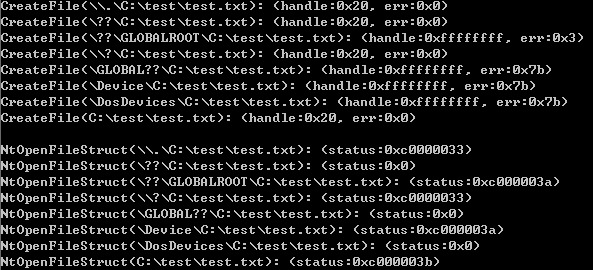 CreateFile(\\.\C:\test\test.txt): (handle:0x20, err:0x0)
CreateFile(\??\C:\test\test.txt): (handle:0x20, err:0x0)
CreateFile(\??\GLOBALROOT\C:\test\test.txt): (handle:0xffffffff, err:0x3)
CreateFile(\\?\C:\test\test.txt): (handle:0x20, err:0x0)
CreateFile(\GLOBAL??\C:\test\test.txt): (handle:0xffffffff, err:0x7b)
CreateFile(\Device\C:\test\test.txt): (handle:0xffffffff, err:0x7b)
CreateFile(\DosDevices\C:\test\test.txt): (handle:0xffffffff, err:0x7b)
CreateFile(C:\test\test.txt): (handle:0x20, err:0x0)
NtOpenFileStruct(\\.\C:\test\test.txt): (status:0xc0000033)
NtOpenFileStruct(\??\C:\test\test.txt): (status:0x0)
NtOpenFileStruct(\??\GLOBALROOT\C:\test\test.txt): (status:0xc000003a)
NtOpenFileStruct(\\?\C:\test\test.txt): (status:0xc0000033)
NtOpenFileStruct(\GLOBAL??\C:\test\test.txt): (status:0x0)
NtOpenFileStruct(\Device\C:\test\test.txt): (status:0xc000003a)
NtOpenFileStruct(\DosDevices\C:\test\test.txt): (status:0x0)
NtOpenFileStruct(C:\test\test.txt): (status:0xc000003b)